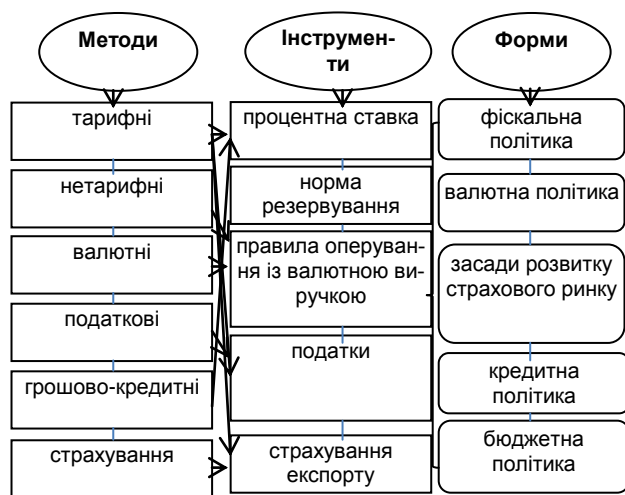 Методи
тарифні
нетарифні
валютні
податкові
грошово-кредитні
страхування
Інструмен-
ти
процентна ставка
норма
резервування
правила оперуван-
ня із валютною ви-
ручкою
податки
страхування
експорту
Форми
фіскальна
політика
валютна політика
засади розвитку
страхового ринку
кредитна
політика
бюджетна
політика